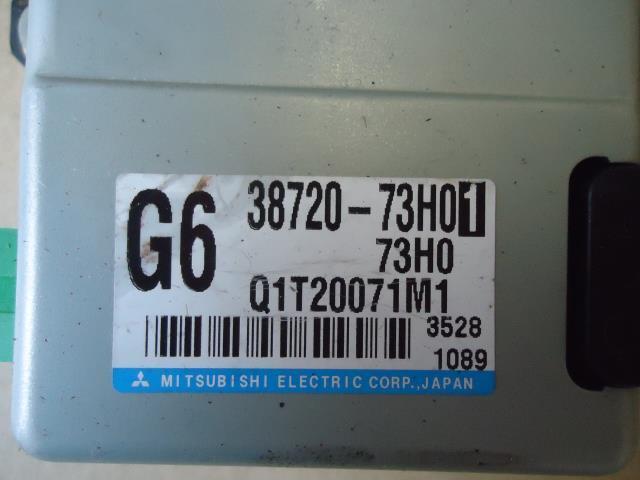 G6
38720-73H01
73H0
Q1T20071M1
3528
1089
MITSUBISHI ELECTRIC CORP.,JAPAN